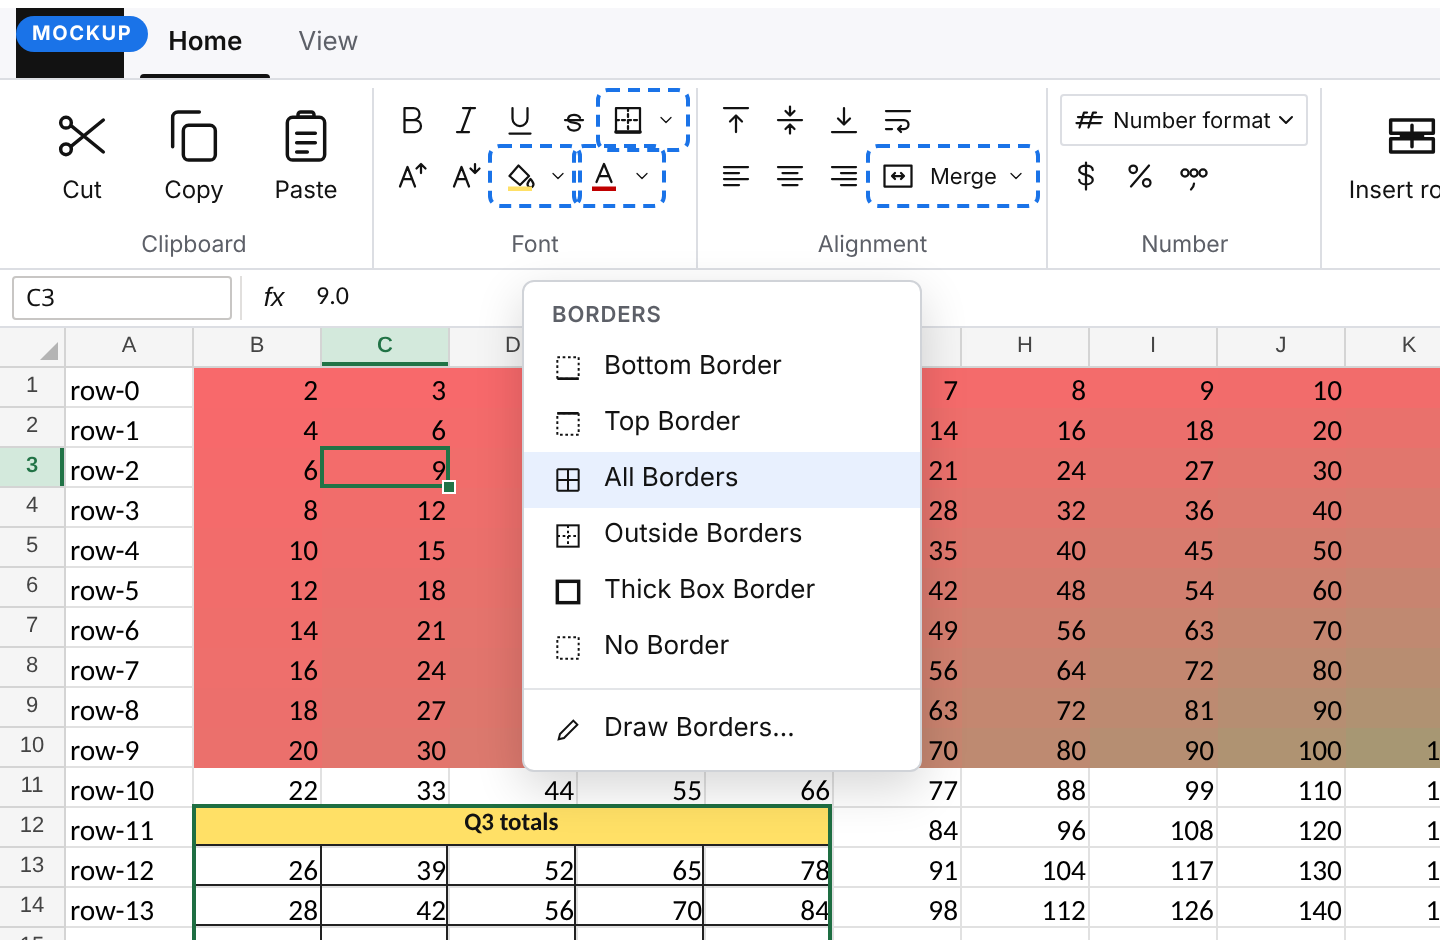 MOCKUP
Home View
B I U S
A A A
Cut Copy Paste
Merge
Number format
$ %
Insert ro
Clipboard Font Alignment Number
C3 fx 9.0
BORDERS
Bottom Border
Top Border
All Borders
Outside Borders
Thick Box Border
No Border
Draw Borders...
A B C D H I J K
1 row-0 2 3 7 8 9 10
2 row-1 4 6 14 16 18 20
3 row-2 6 9 21 24 27 30
4 row-3 8 12 28 32 36 40
5 row-4 10 15 35 40 45 50
6 row-5 12 18 42 48 54 60
7 row-6 14 21 49 56 63 70
8 row-7 16 24 56 64 72 80
9 row-8 18 27 63 72 81 90
10 row-9 20 30 70 80 90 100 1
11 row-10 22 33 44 55 66 77 88 99 110 1
12 row-11 Q3 totals 84 96 108 120 1
13 row-12 26 39 52 65 78 91 104 117 130 1
14 row-13 28 42 56 70 84 98 112 126 140 1